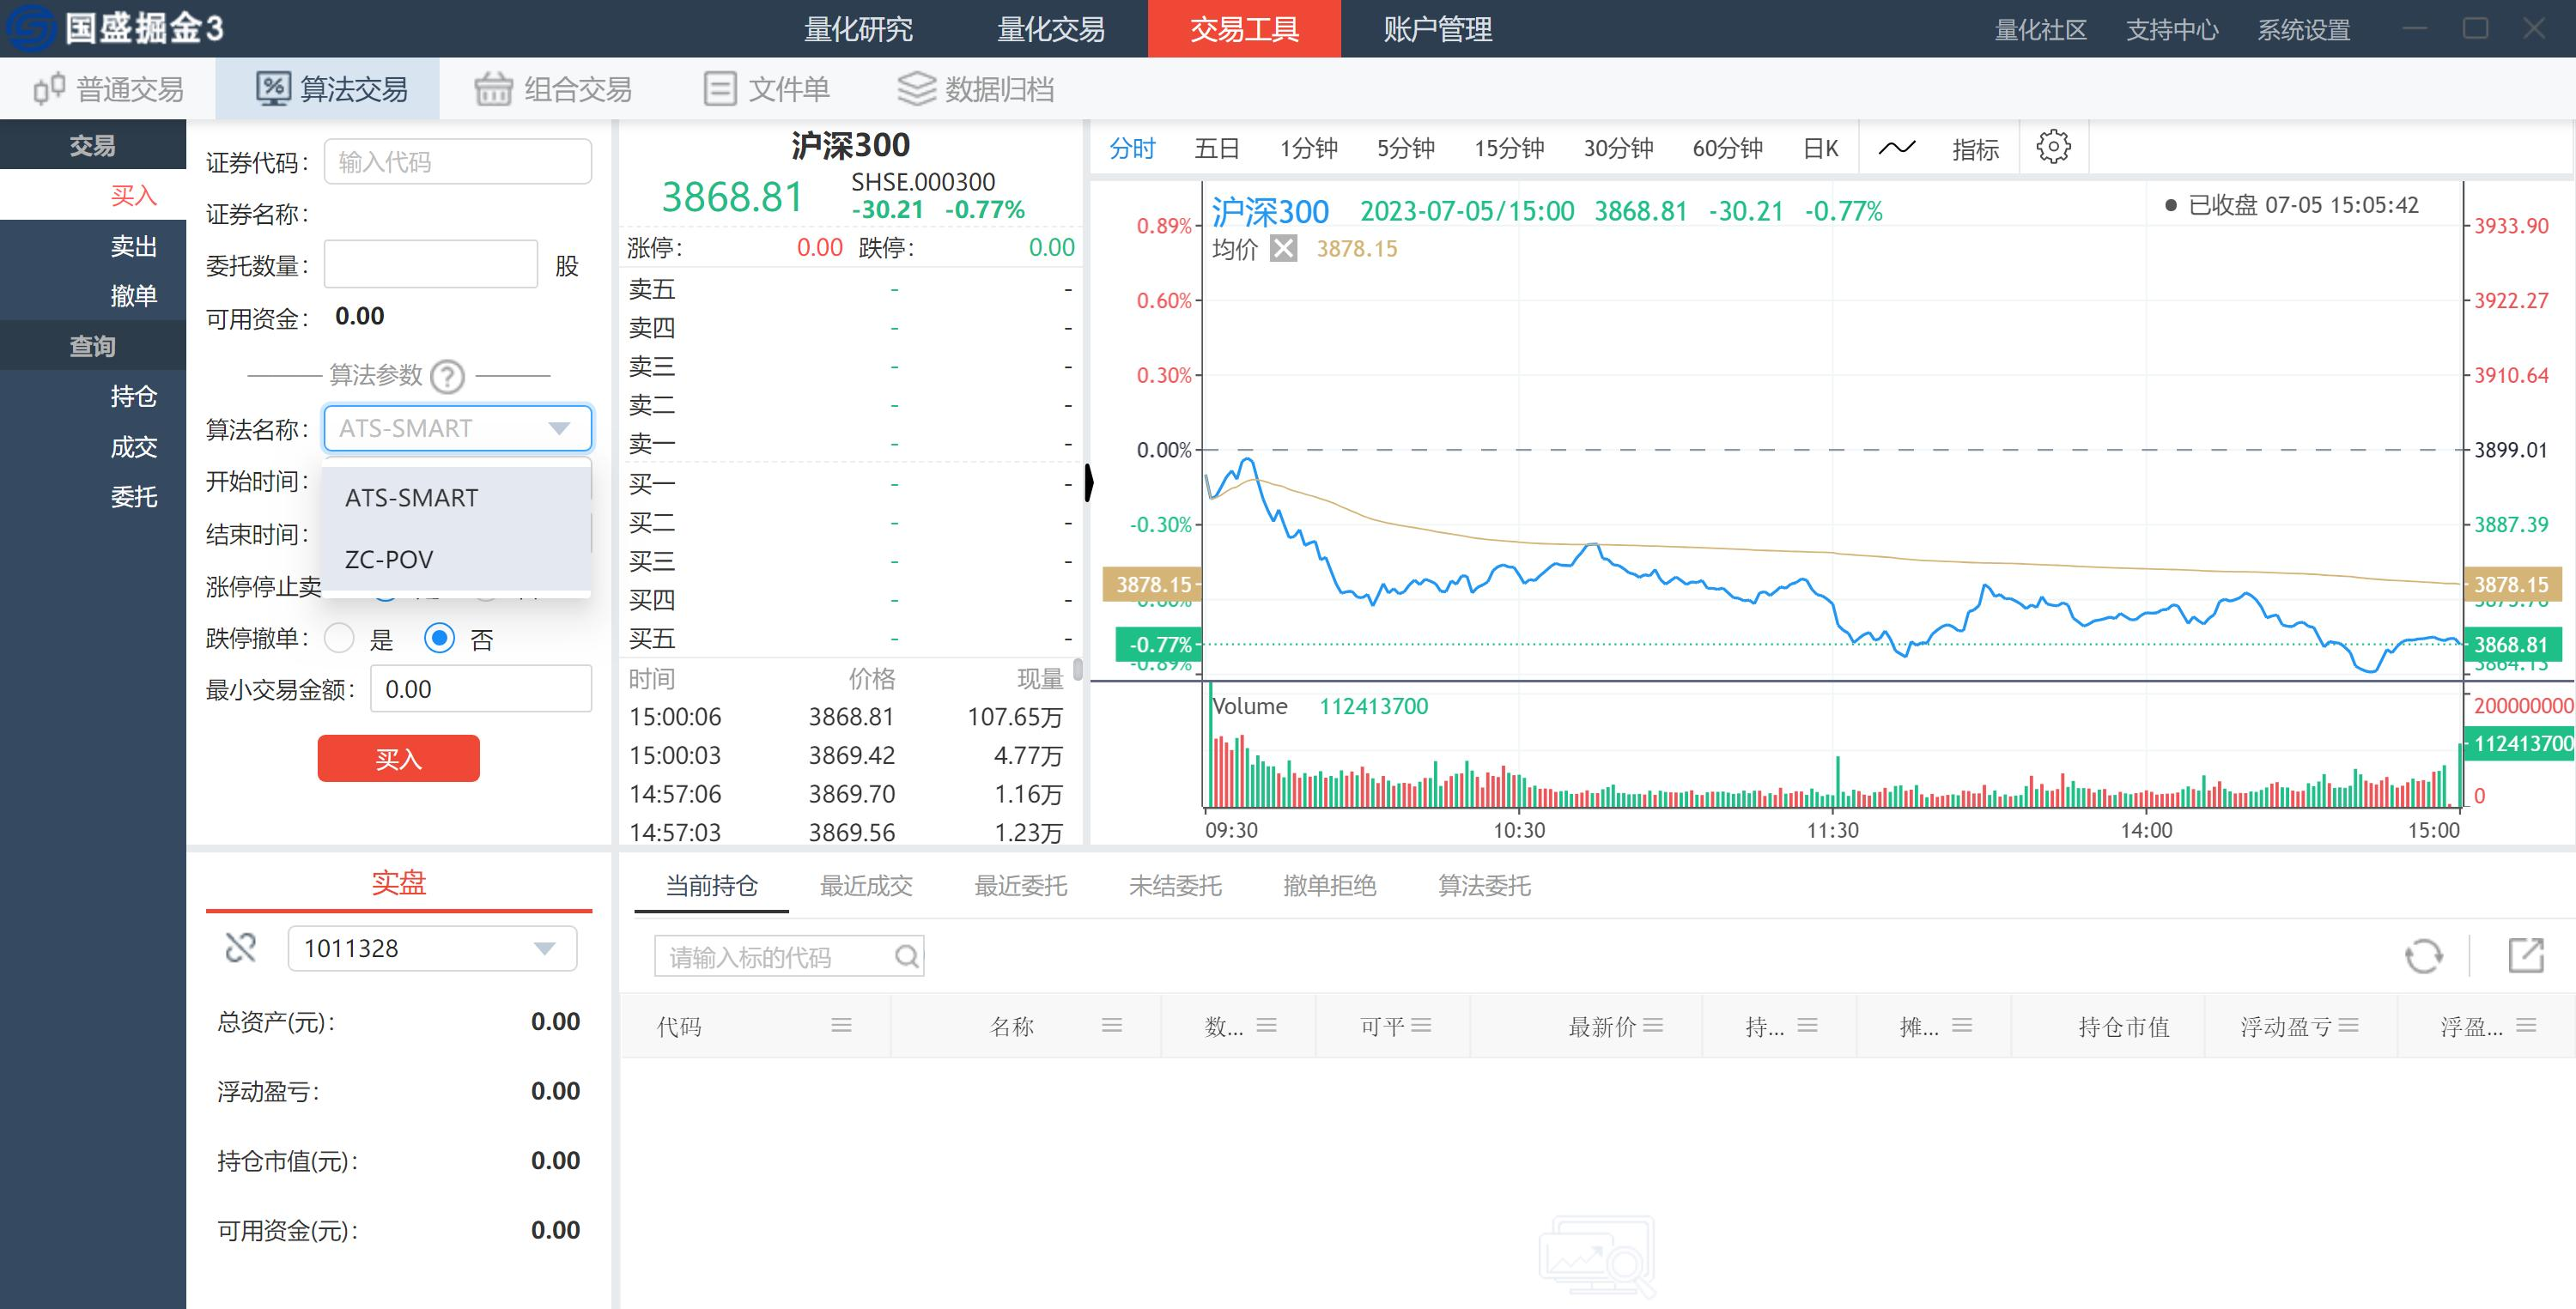 国盛掘金3
量化研究 量化交易 交易工具 账户管理
量化社区 支持中心 系统设置
普通交易 算法交易 组合交易 文件单 数据归档
交易
买入
卖出
撤单
查询
持仓
成交
委托
证券代码： 输入代码
证券名称：
委托数量： 股
可用资金： 0.00
算法参数 ?
算法名称： ATS-SMART
开始时间：
结束时间：
ATS-SMART
ZC-POV
涨停停止卖
跌停撤单： 是 否
最小交易金额： 0.00
买入
沪深300
3868.81
SHSE.000300
-30.21 -0.77%
涨停： 0.00 跌停： 0.00
卖五 - -
卖四 - -
卖三 - -
卖二 - -
卖一 - -
买一 - -
买二 - -
买三 - -
买四 - -
买五 - -
时间 价格 现量
15:00:06 3868.81 107.65万
15:00:03 3869.42 4.77万
14:57:06 3869.70 1.16万
14:57:03 3869.56 1.23万
分时 五日 1分钟 5分钟 15分钟 30分钟 60分钟 日K 指标
沪深300 2023-07-05/15:00 3868.81 -30.21 -0.77%
已收盘 07-05 15:05:42
均价 3878.15
0.89% 3933.90
0.60% 3922.27
0.30% 3910.64
0.00% 3899.01
-0.30% 3887.39
3878.15 3878.15
-0.77% 3868.81
-0.89% 3864.13
Volume 112413700
200000000
112413700
0
09:30 10:30 11:30 14:00 15:00
实盘
1011328
总资产(元)： 0.00
浮动盈亏： 0.00
持仓市值(元)： 0.00
可用资金(元)： 0.00
当前持仓 最近成交 最近委托 未结委托 撤单拒绝 算法委托
请输入标的代码
代码 名称 数... 可平 最新价 持... 摊... 持仓市值 浮动盈亏 浮盈...